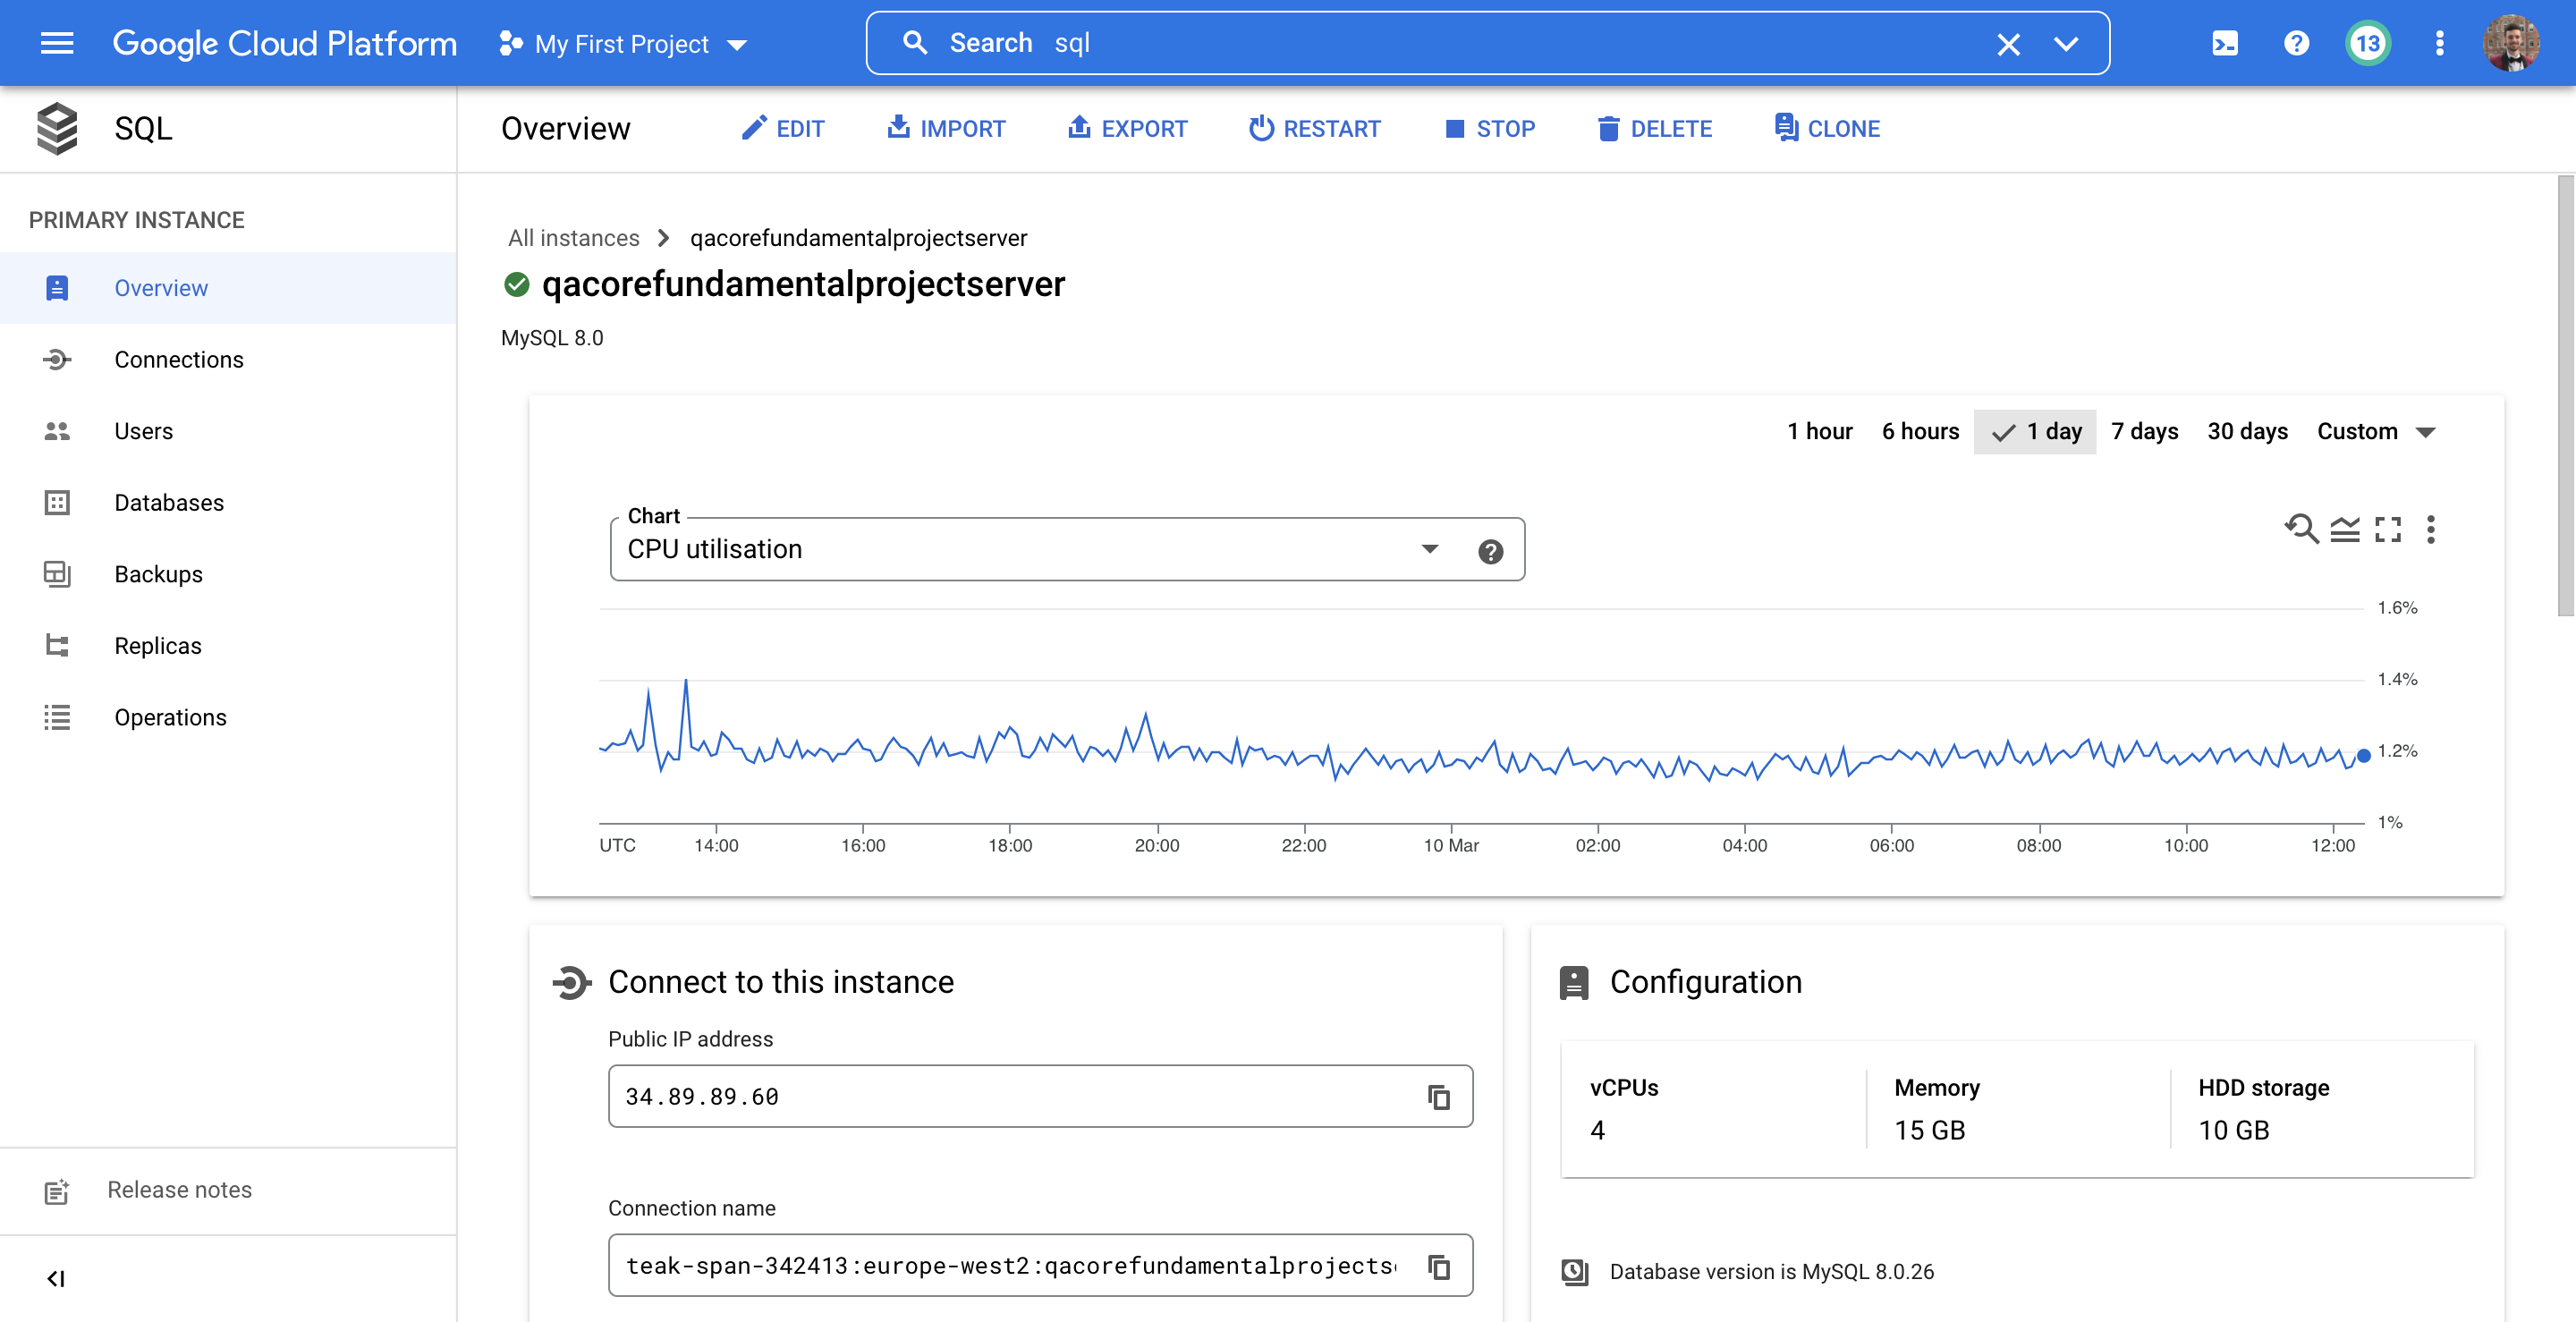 Google Cloud Platform My First Project Search sql 13
SQL
Overview EDIT IMPORT EXPORT RESTART STOP DELETE CLONE
PRIMARY INSTANCE
Overview
Connections
Users
Databases
Backups
Replicas
Operations
Release notes
All instances qacorefundamentalprojectserver
qacorefundamentalprojectserver
MySQL 8.0
1 hour 6 hours 1 day 7 days 30 days Custom
Chart
CPU utilisation
1.6%
1.4%
1.2%
1%
UTC 14:00 16:00 18:00 20:00 22:00 10 Mar 02:00 04:00 06:00 08:00 10:00 12:00
Connect to this instance
Public IP address
34.89.89.60
Connection name
teak-span-342413:europe-west2:qacorefundamentalprojects
Configuration
vCPUs Memory HDD storage
4 15 GB 10 GB
Database version is MySQL 8.0.26